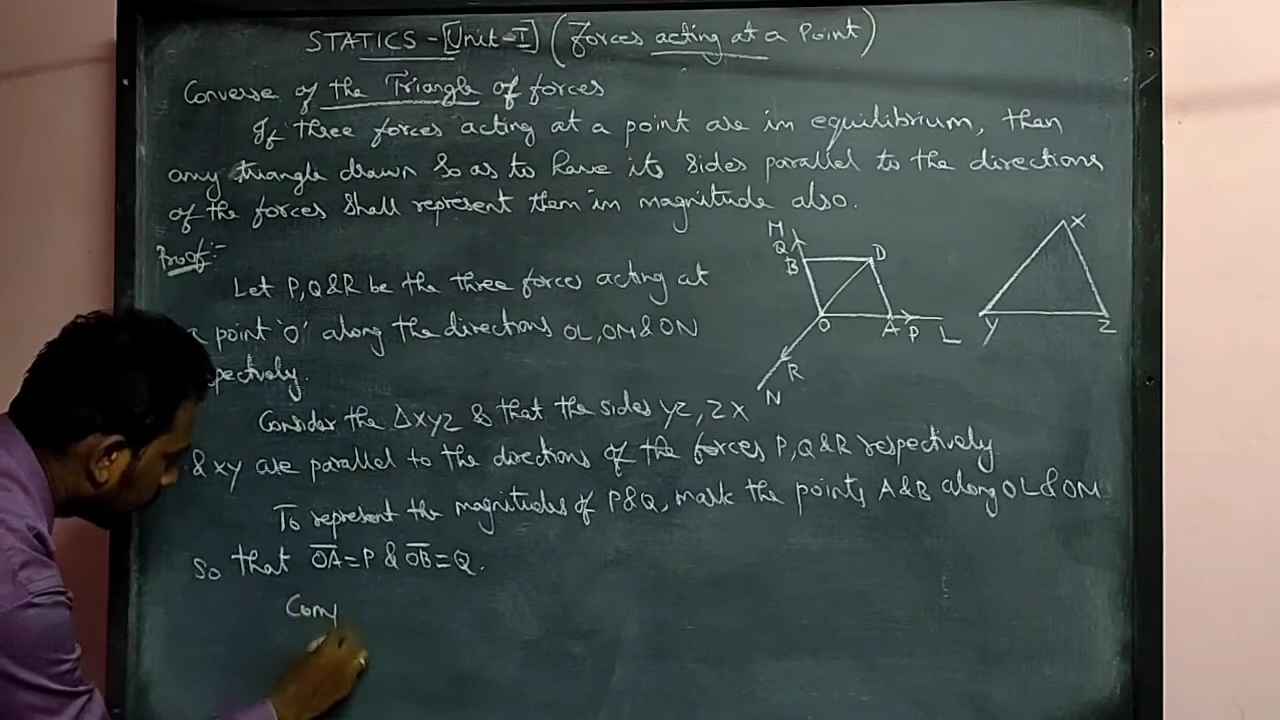 STATICS - [Unit-I] (Forces acting at a Point)
Converse of the Triangle of forces
If three forces acting at a point are in equilibrium, then
any triangle drawn so as to have its sides parallel to the directions
of the forces shall represent them in magnitude also.
Proof:-
Let P,Q&R be the three forces acting at
a point 'O' along the directions OL,OM&ON
pectively.
Consider the ΔXYZ & that the sides YZ, ZX
& XY are parallel to the directions of the forces P,Q&R respectively
To represent the magnitudes of P&Q, mark the points A&B along OL&OM
So that O̅A̅=P & O̅B̅=Q.
Com
M
Q
B
D
O
A
P
L
R
N
X
Y
Z